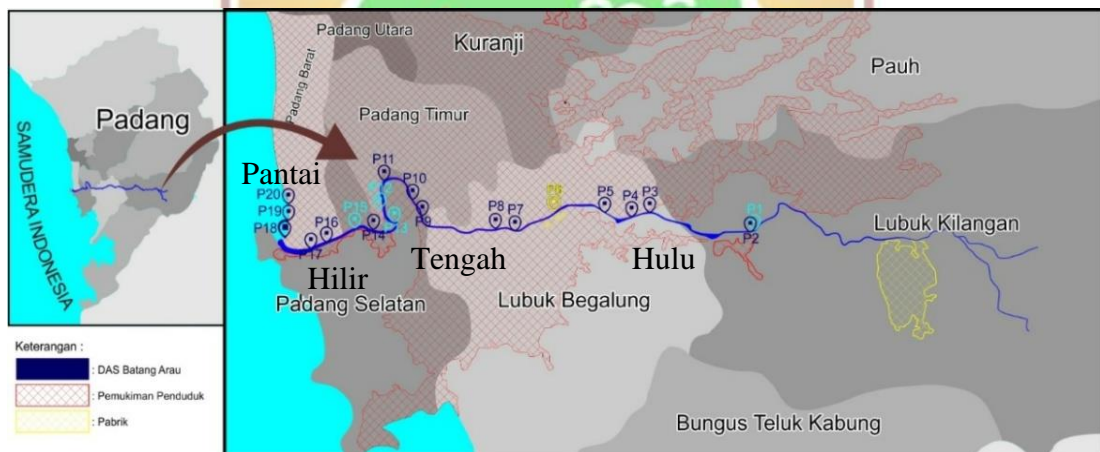 Padang
SAMUDERA INDONESIA
Keterangan :
: DAS Batang Arau
: Pemukiman Penduduk
: Pabrik
Padang Utara
Kuranji
Pauh
Padang Barat
Padang Timur
P11
Pantai
P10
P20
P5
P4
P3
P19
P15
P9
P8
P7
P1
P18
P16
P14
P2
Lubuk Kilangan
P17
Tengah
Hulu
Hilir
Padang Selatan
Lubuk Begalung
Bungus Teluk Kabung